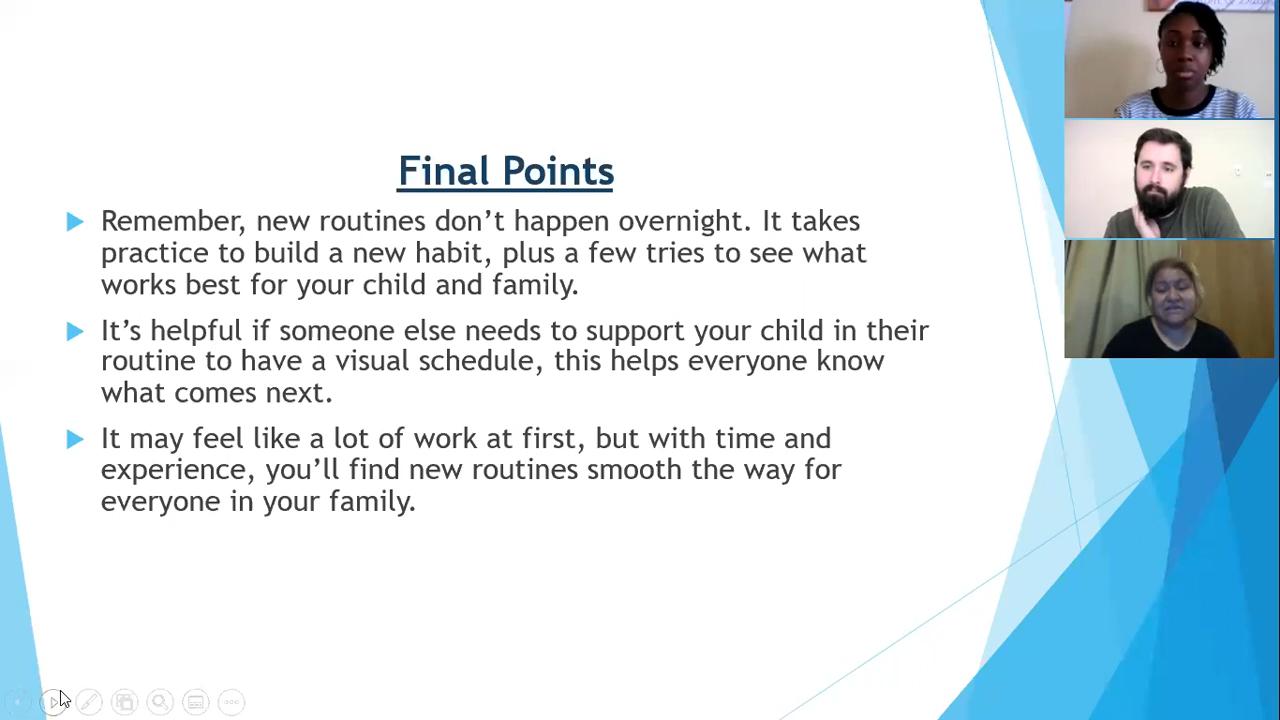 Final Points
Remember, new routines don’t happen overnight. It takes
practice to build a new habit, plus a few tries to see what
works best for your child and family.
It’s helpful if someone else needs to support your child in their
routine to have a visual schedule, this helps everyone know
what comes next.
It may feel like a lot of work at first, but with time and
experience, you’ll find new routines smooth the way for
everyone in your family.